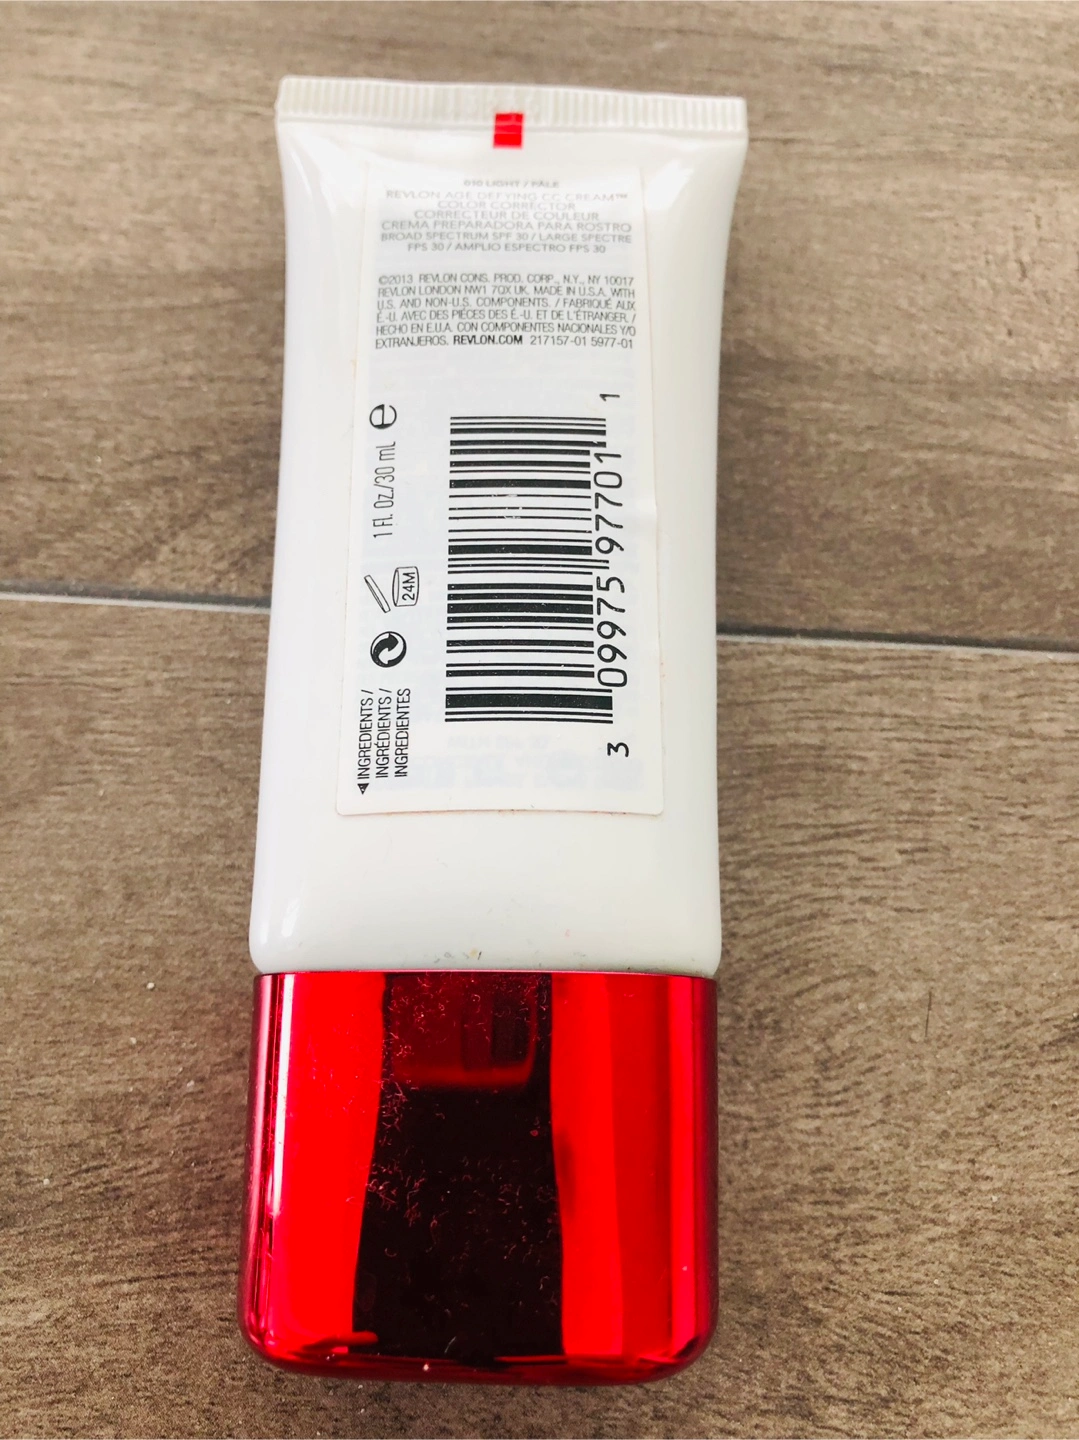 010 LIGHT / PÂLE
REVLON AGE DEFYING CC CREAM™
COLOR CORRECTOR
CORRECTEUR DE COULEUR
CREMA PREPARADORA PARA ROSTRO
BROAD SPECTRUM SPF 30 / LARGE SPECTRE
FPS 30 / AMPLIO ESPECTRO FPS 30
©2013 REVLON CONS. PROD. CORP., N.Y., NY 10017
REVLON LONDON NW1 7QX UK. MADE IN U.S.A. WITH
U.S. AND NON-U.S. COMPONENTS. / FABRIQUÉ AUX
É.-U. AVEC DES PIÈCES DES É.-U. ET DE L'ÉTRANGER. /
HECHO EN E.U.A. CON COMPONENTES NACIONALES Y/O
EXTRANJEROS. REVLON.COM 217157-01 5977-01
1 Fl. Oz./30 mL ℮
24M
INGREDIENTS /
INGRÉDIENTS /
INGREDIENTES
3 09975 97701 1